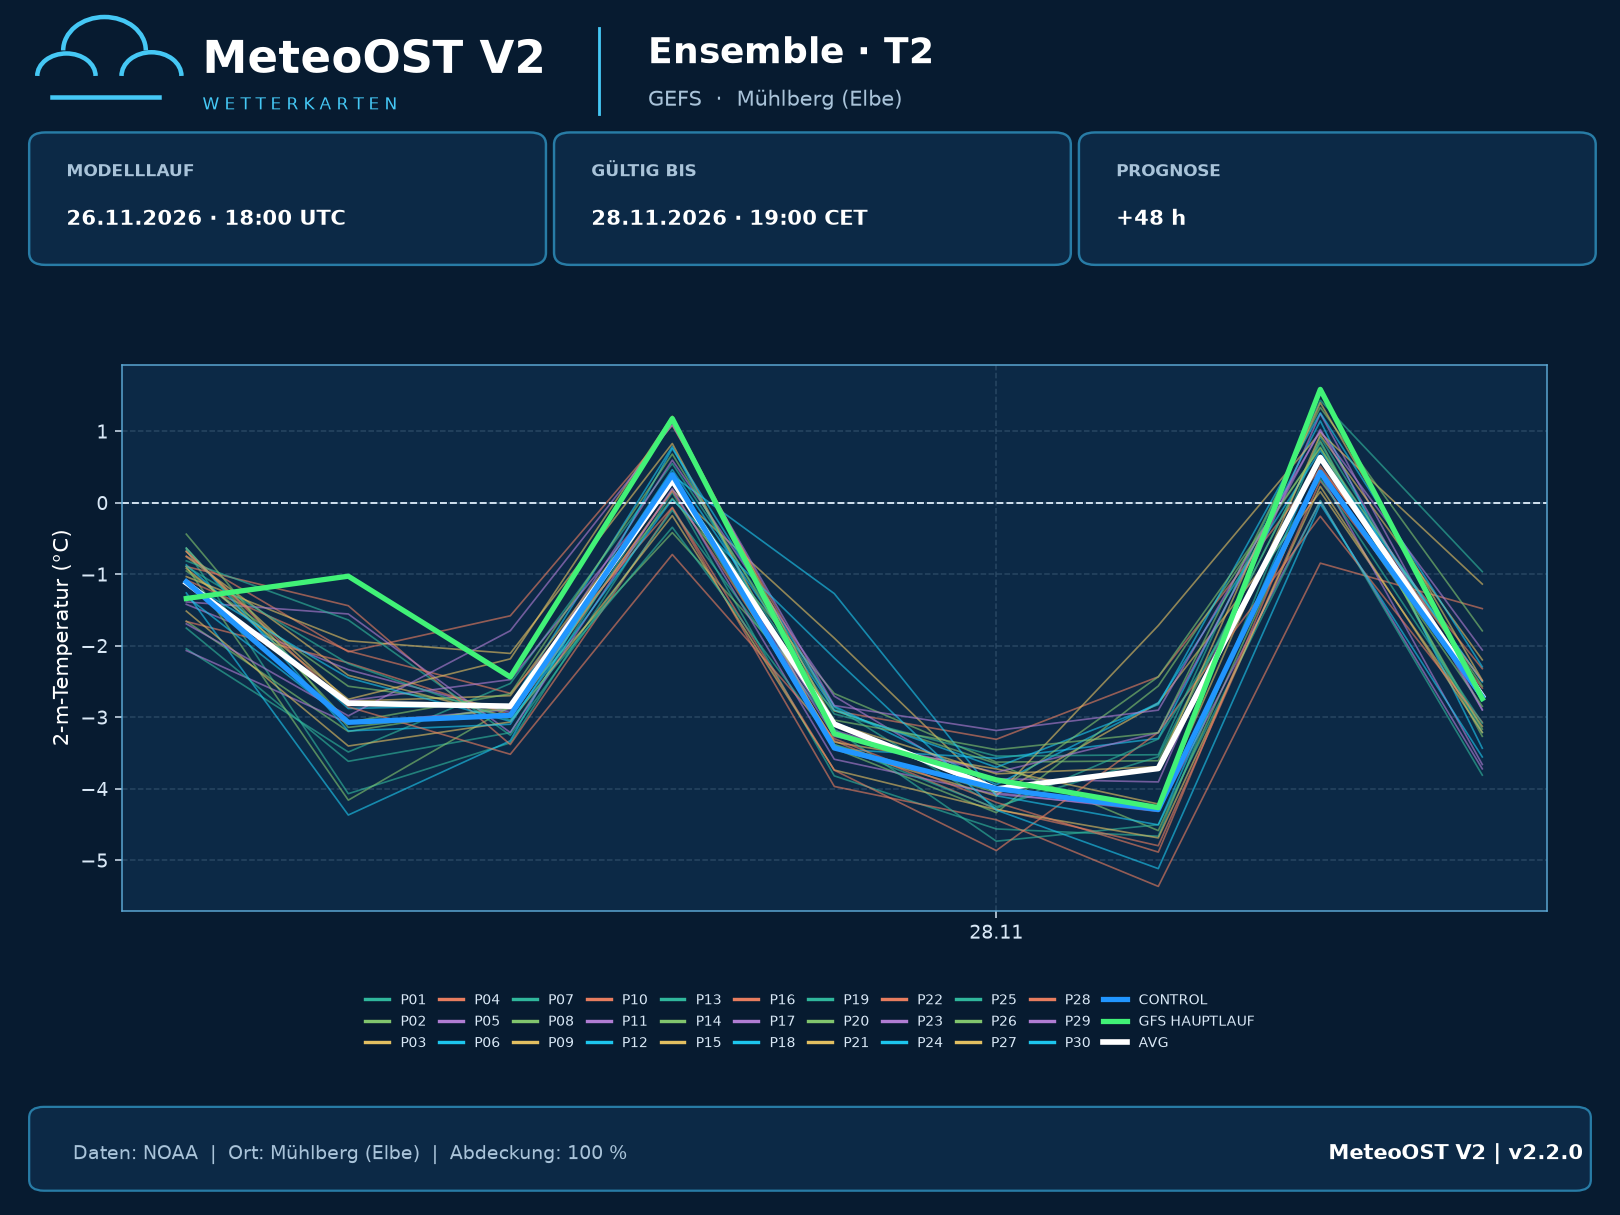 MeteoOST V2
WETTERKARTEN
Ensemble · T2
GEFS · Mühlberg (Elbe)
MODELLLAUF
26.11.2026 · 18:00 UTC
GÜLTIG BIS
28.11.2026 · 19:00 CET
PROGNOSE
+48 h
2-m-Temperatur (°C)
1
0
−1
−2
−3
−4
−5
28.11
P01 P04 P07 P10 P13 P16 P19 P22 P25 P28 CONTROL
P02 P05 P08 P11 P14 P17 P20 P23 P26 P29 GFS HAUPTLAUF
P03 P06 P09 P12 P15 P18 P21 P24 P27 P30 AVG
Daten: NOAA | Ort: Mühlberg (Elbe) | Abdeckung: 100 %
MeteoOST V2 | v2.2.0